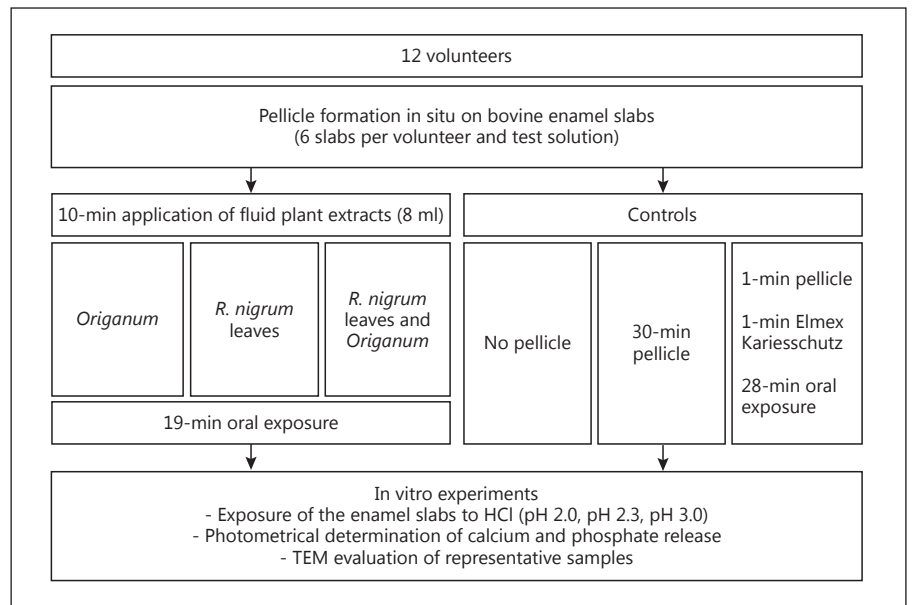 12 volunteers
Pellicle formation in situ on bovine enamel slabs
(6 slabs per volunteer and test solution)
10-min application of fluid plant extracts (8 ml)
Controls
Origanum
R. nigrum
leaves
R. nigrum
leaves and
Origanum
No pellicle
30-min
pellicle
1-min pellicle
1-min Elmex
Kariesschutz
28-min oral
exposure
19-min oral exposure
In vitro experiments
- Exposure of the enamel slabs to HCl (pH 2.0, pH 2.3, pH 3.0)
- Photometrical determination of calcium and phosphate release
- TEM evaluation of representative samples